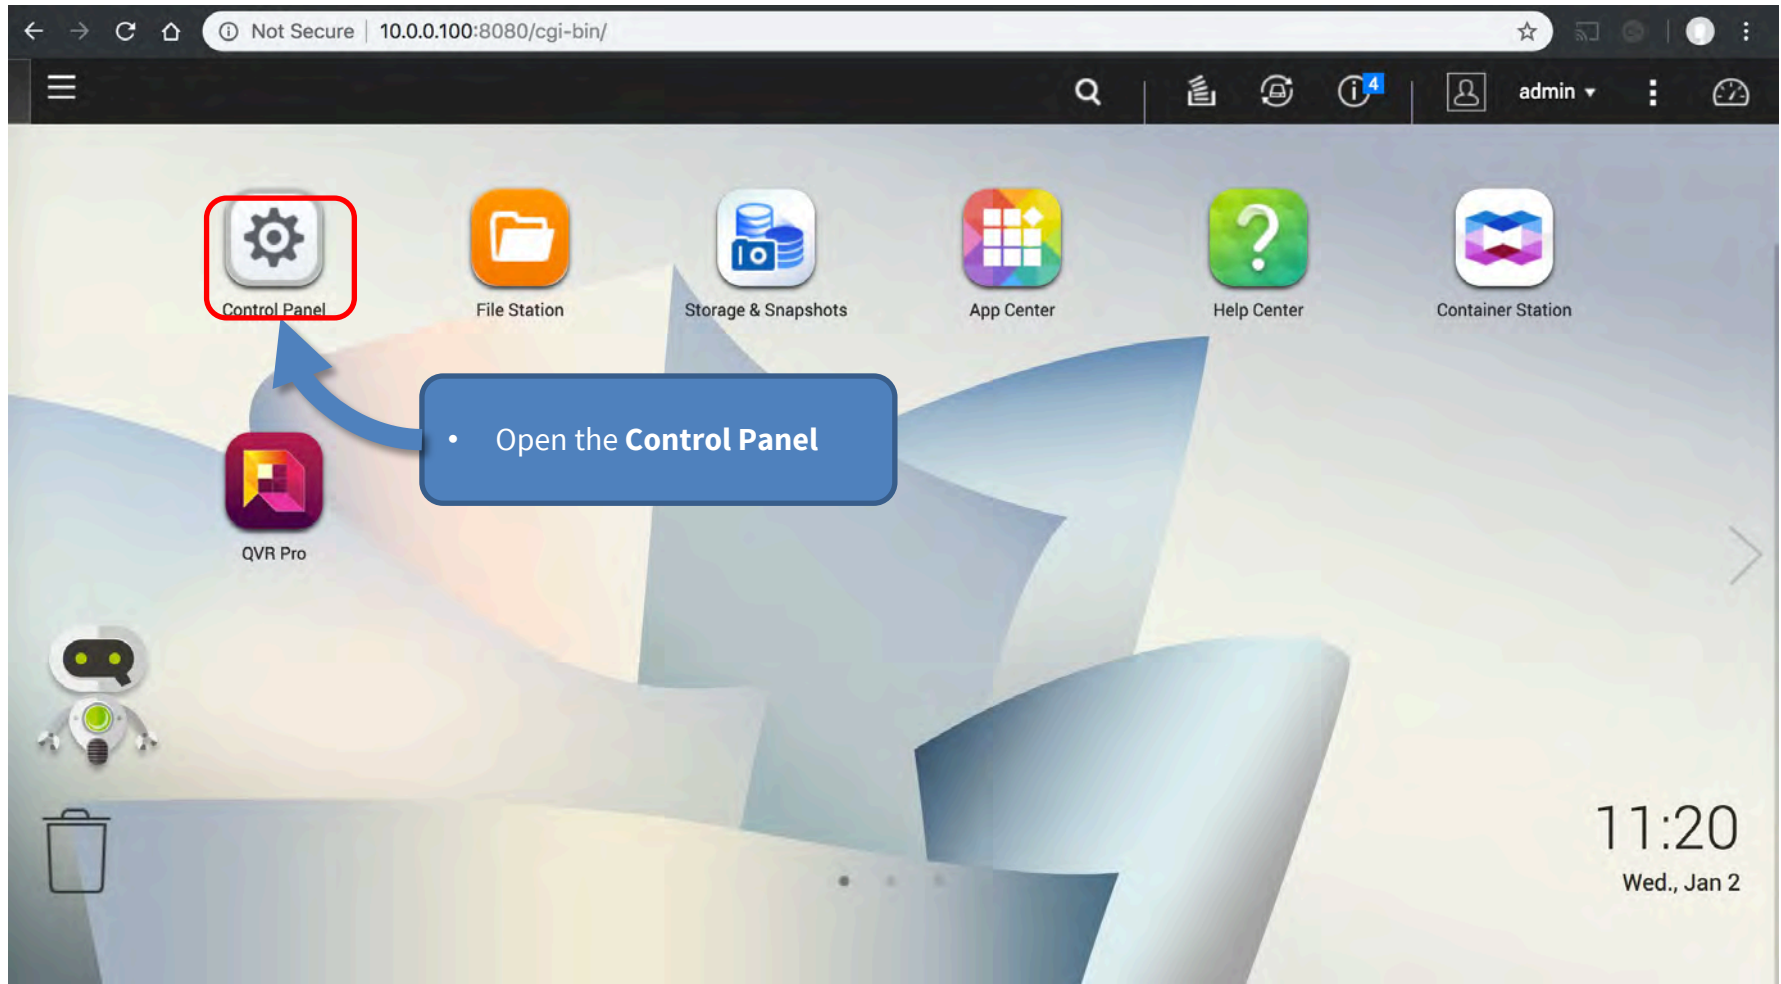 Not Secure | 10.0.0.100:8080/cgi-bin/
4
admin
Control Panel
File Station
Storage & Snapshots
App Center
Help Center
Container Station
• Open the Control Panel
QVR Pro
11:20
Wed., Jan 2